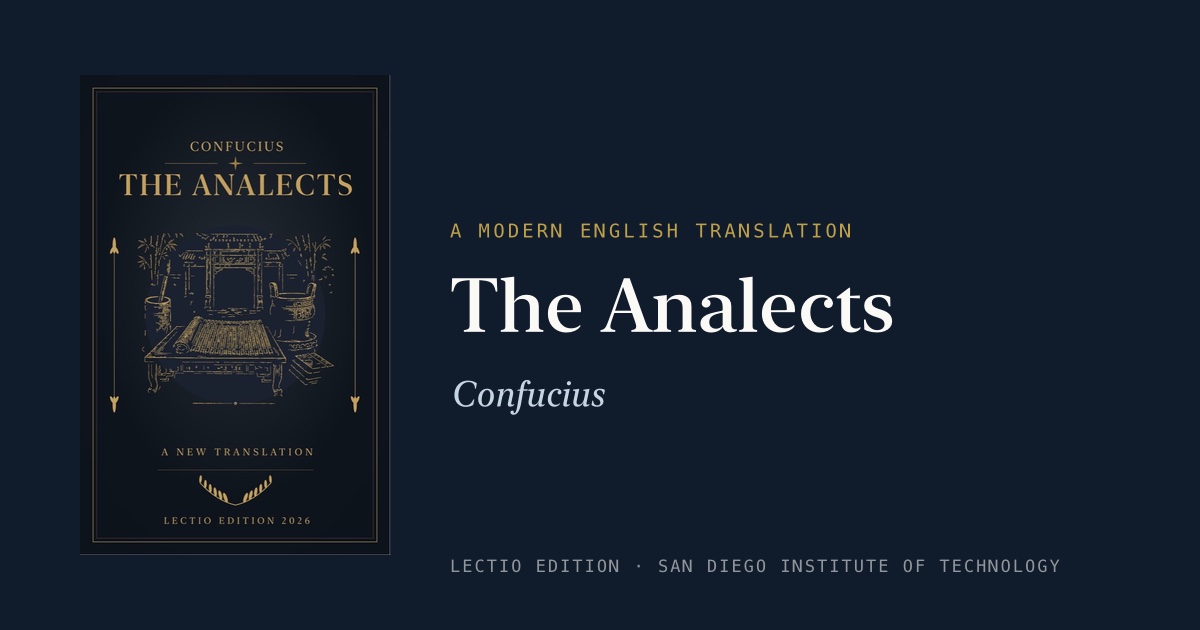 CONFUCIUS
THE ANALECTS
A NEW TRANSLATION
LECTIO EDITION 2026
A MODERN ENGLISH TRANSLATION
The Analects
Confucius
LECTIO EDITION · SAN DIEGO INSTITUTE OF TECHNOLOGY